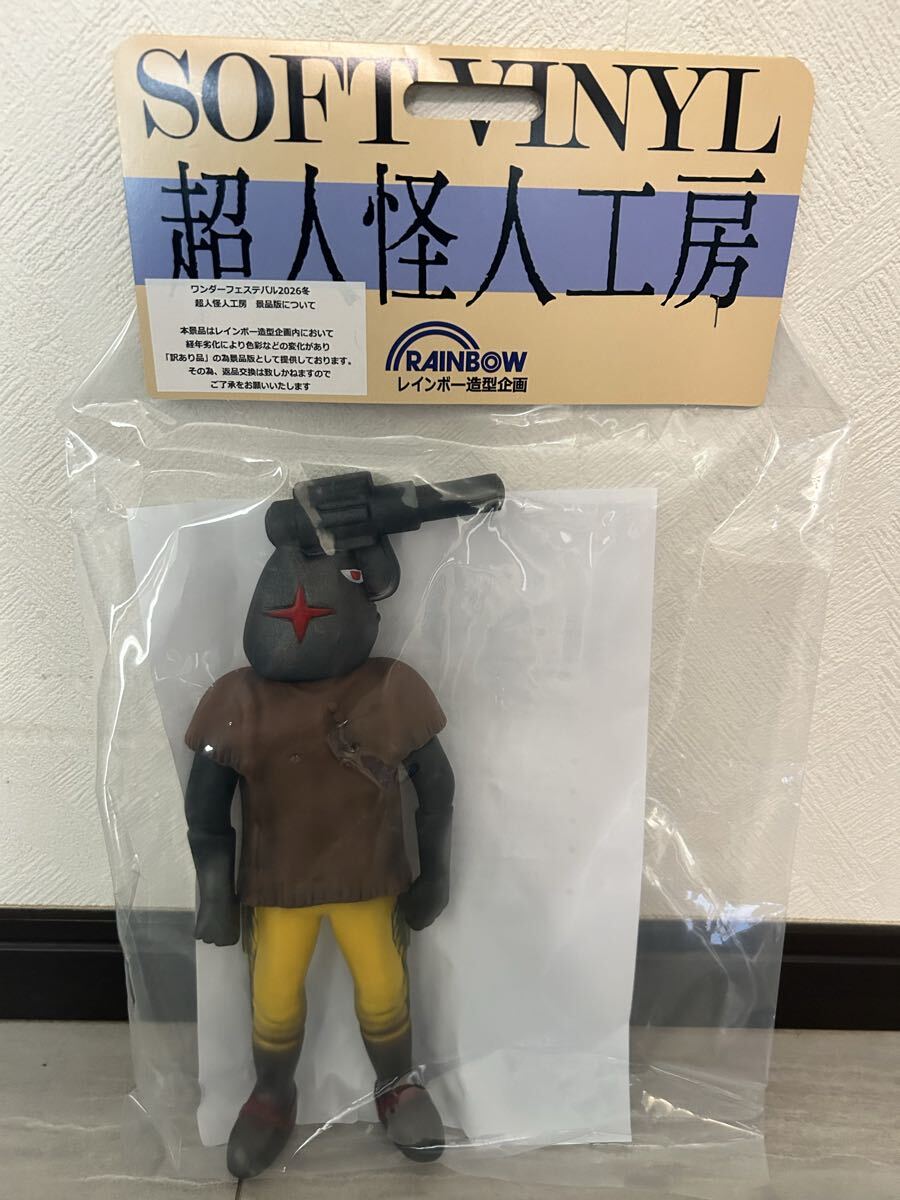 SOFT VINYL
超人怪人工房
ワンダーフェステバル2026冬
超人怪人工房 景品版について
本景品はレインボー造型企画内において
経年劣化により色彩などの変化があり
「訳あり品」の為景品版として提供しております。
その為、返品交換は致しかねますので
ご了承をお願いいたします
RAINBOW
レインボー造型企画